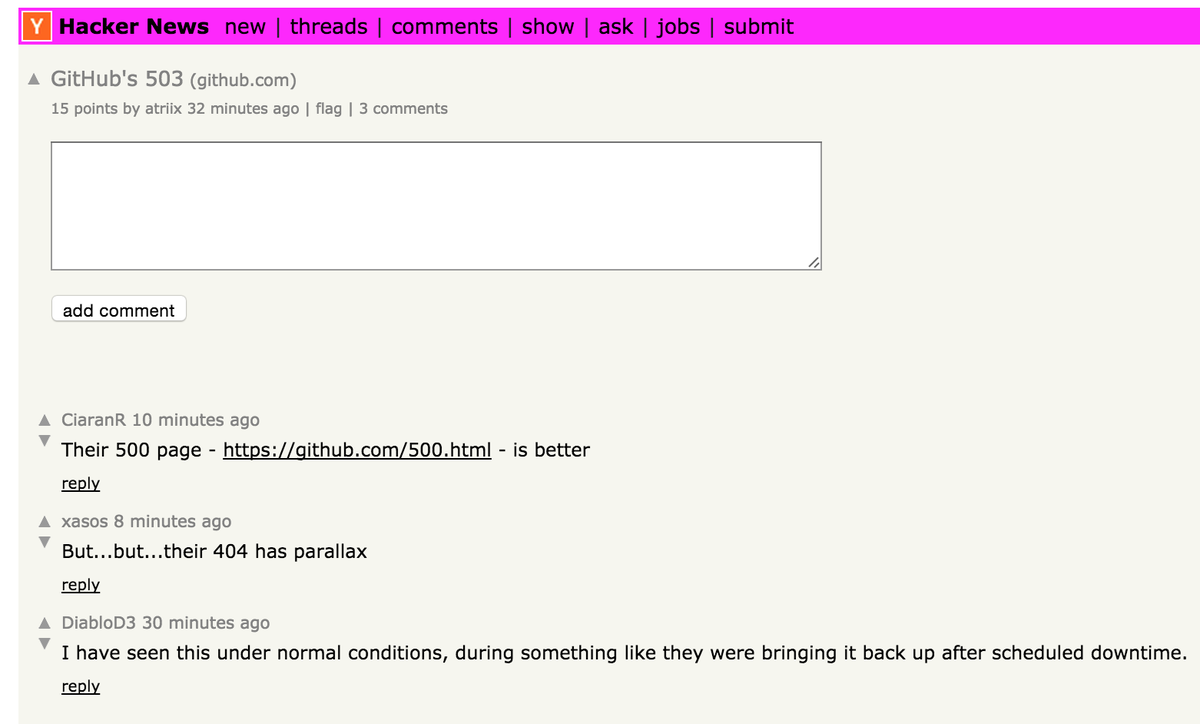 Y Hacker News new | threads | comments | show | ask | jobs | submit
▲ GitHub's 503 (github.com)
15 points by atriix 32 minutes ago | flag | 3 comments
add comment
▲ CiaranR 10 minutes ago
▼ Their 500 page - https://github.com/500.html - is better
reply
▲ xasos 8 minutes ago
▼ But...but...their 404 has parallax
reply
▲ DiabloD3 30 minutes ago
▼ I have seen this under normal conditions, during something like they were bringing it back up after scheduled downtime.
reply